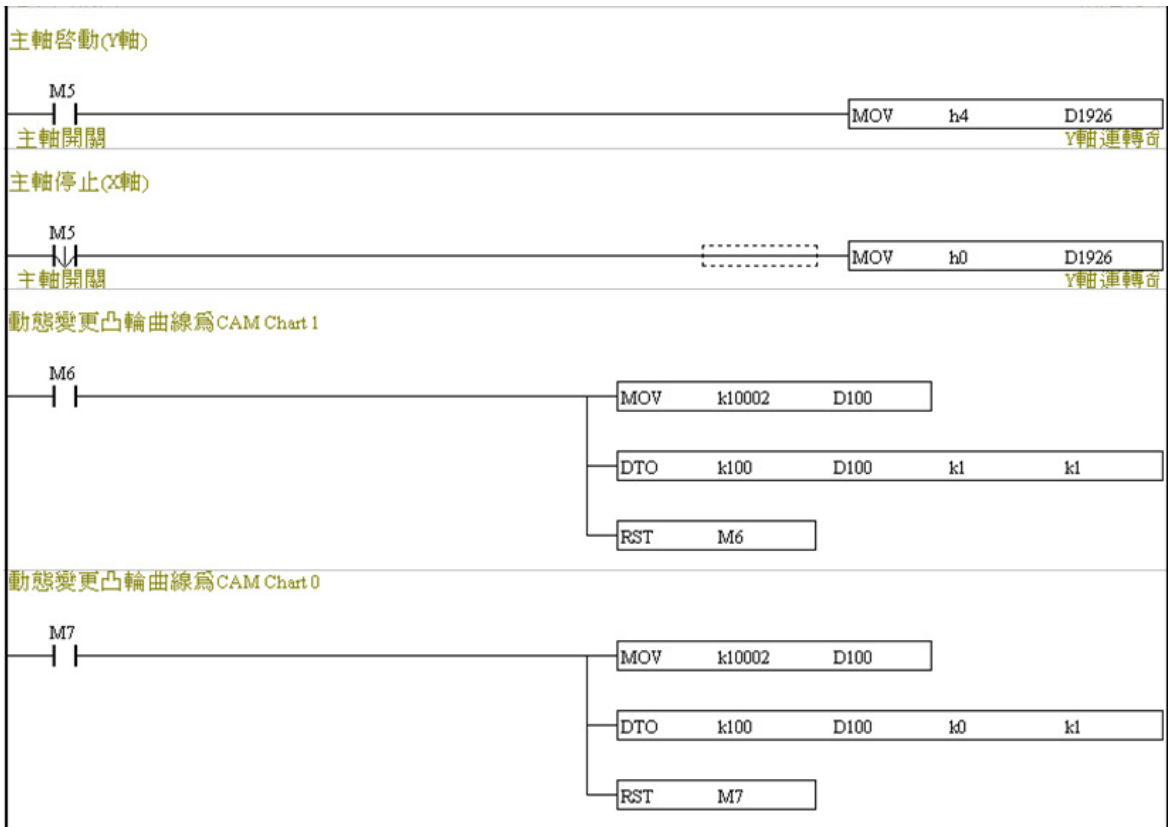 主軸啓動(Y軸)
M5
MOV h4 D1926
主軸開關 Y軸運轉命
主軸停止(X軸)
M5
MOV h0 D1926
主軸開關 Y軸運轉命
動態變更凸輪曲線爲CAM Chart 1
M6
MOV k10002 D100
DTO k100 D100 k1 k1
RST M6
動態變更凸輪曲線爲CAM Chart 0
M7
MOV k10002 D100
DTO k100 D100 k0 k1
RST M7